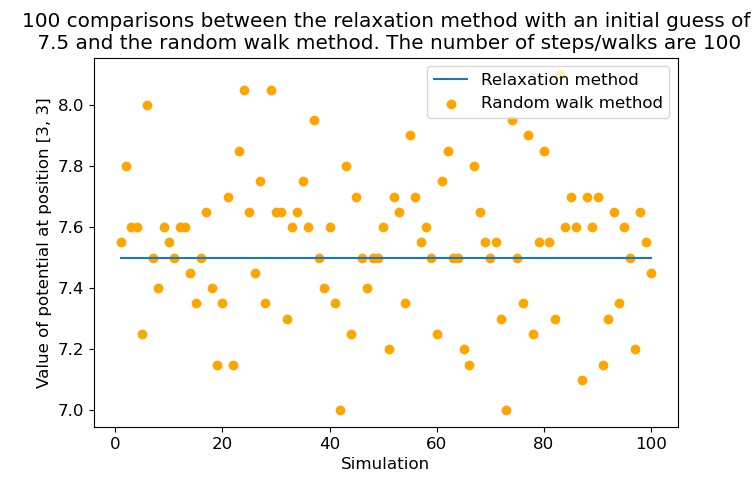 100 comparisons between the relaxation method with an initial guess of
7.5 and the random walk method. The number of steps/walks are 100
Relaxation method
Random walk method
Value of potential at position [3, 3]
8.0
7.8
7.6
7.4
7.2
7.0
0 20 40 60 80 100
Simulation